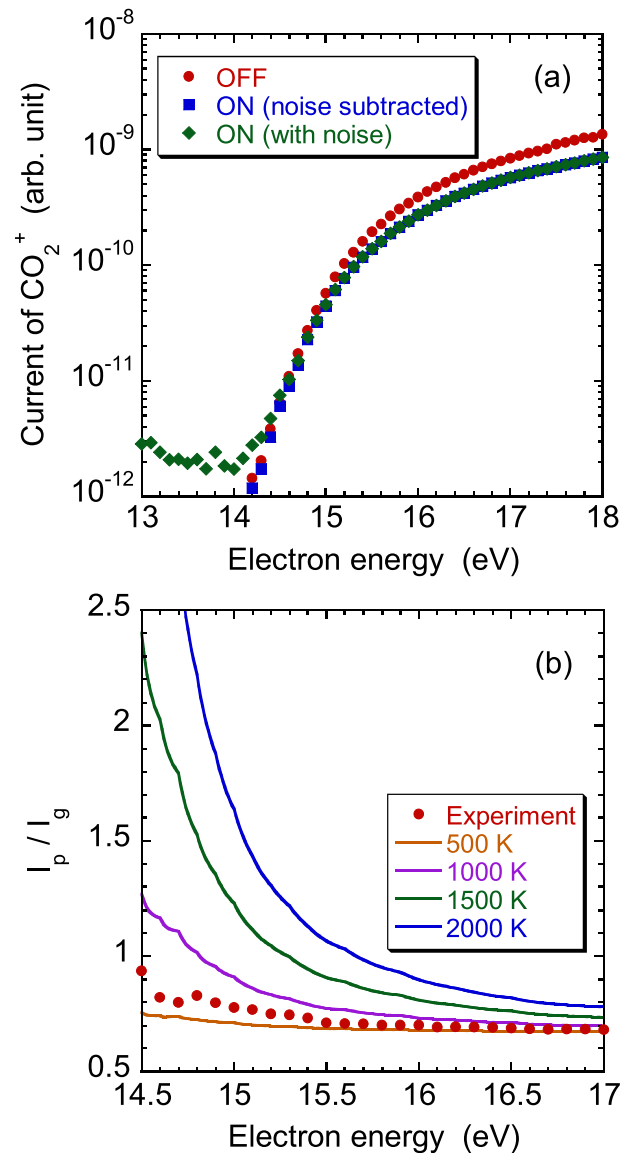 (a)
OFF
ON (noise subtracted)
ON (with noise)
10⁻⁸
10⁻⁹
10⁻¹⁰
10⁻¹¹
10⁻¹²
Current of CO₂⁺ (arb. unit)
13 14 15 16 17 18
Electron energy (eV)
(b)
2.5
2
1.5
1
0.5
Iₚ / I_g
Experiment
500 K
1000 K
1500 K
2000 K
14.5 15 15.5 16 16.5 17
Electron energy (eV)